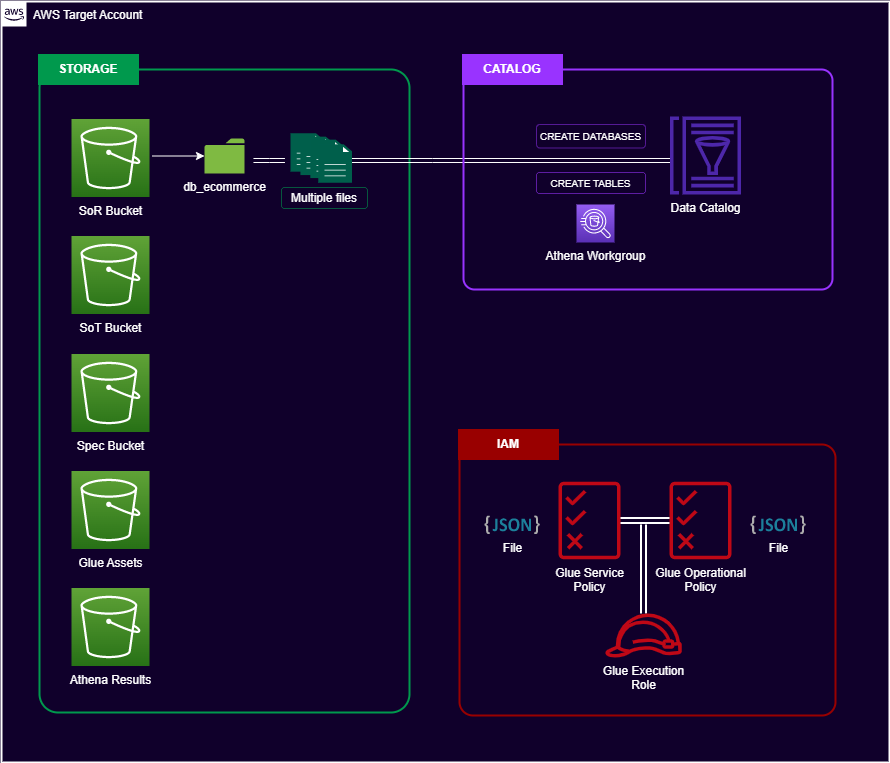 aws
AWS Target Account
STORAGE
SoR Bucket
db_ecommerce
Multiple files
SoT Bucket
Spec Bucket
Glue Assets
Athena Results
CATALOG
CREATE DATABASES
CREATE TABLES
Data Catalog
Athena Workgroup
IAM
{JSON}
File
Glue Service
Policy
Glue Operational
Policy
{JSON}
File
Glue Execution
Role